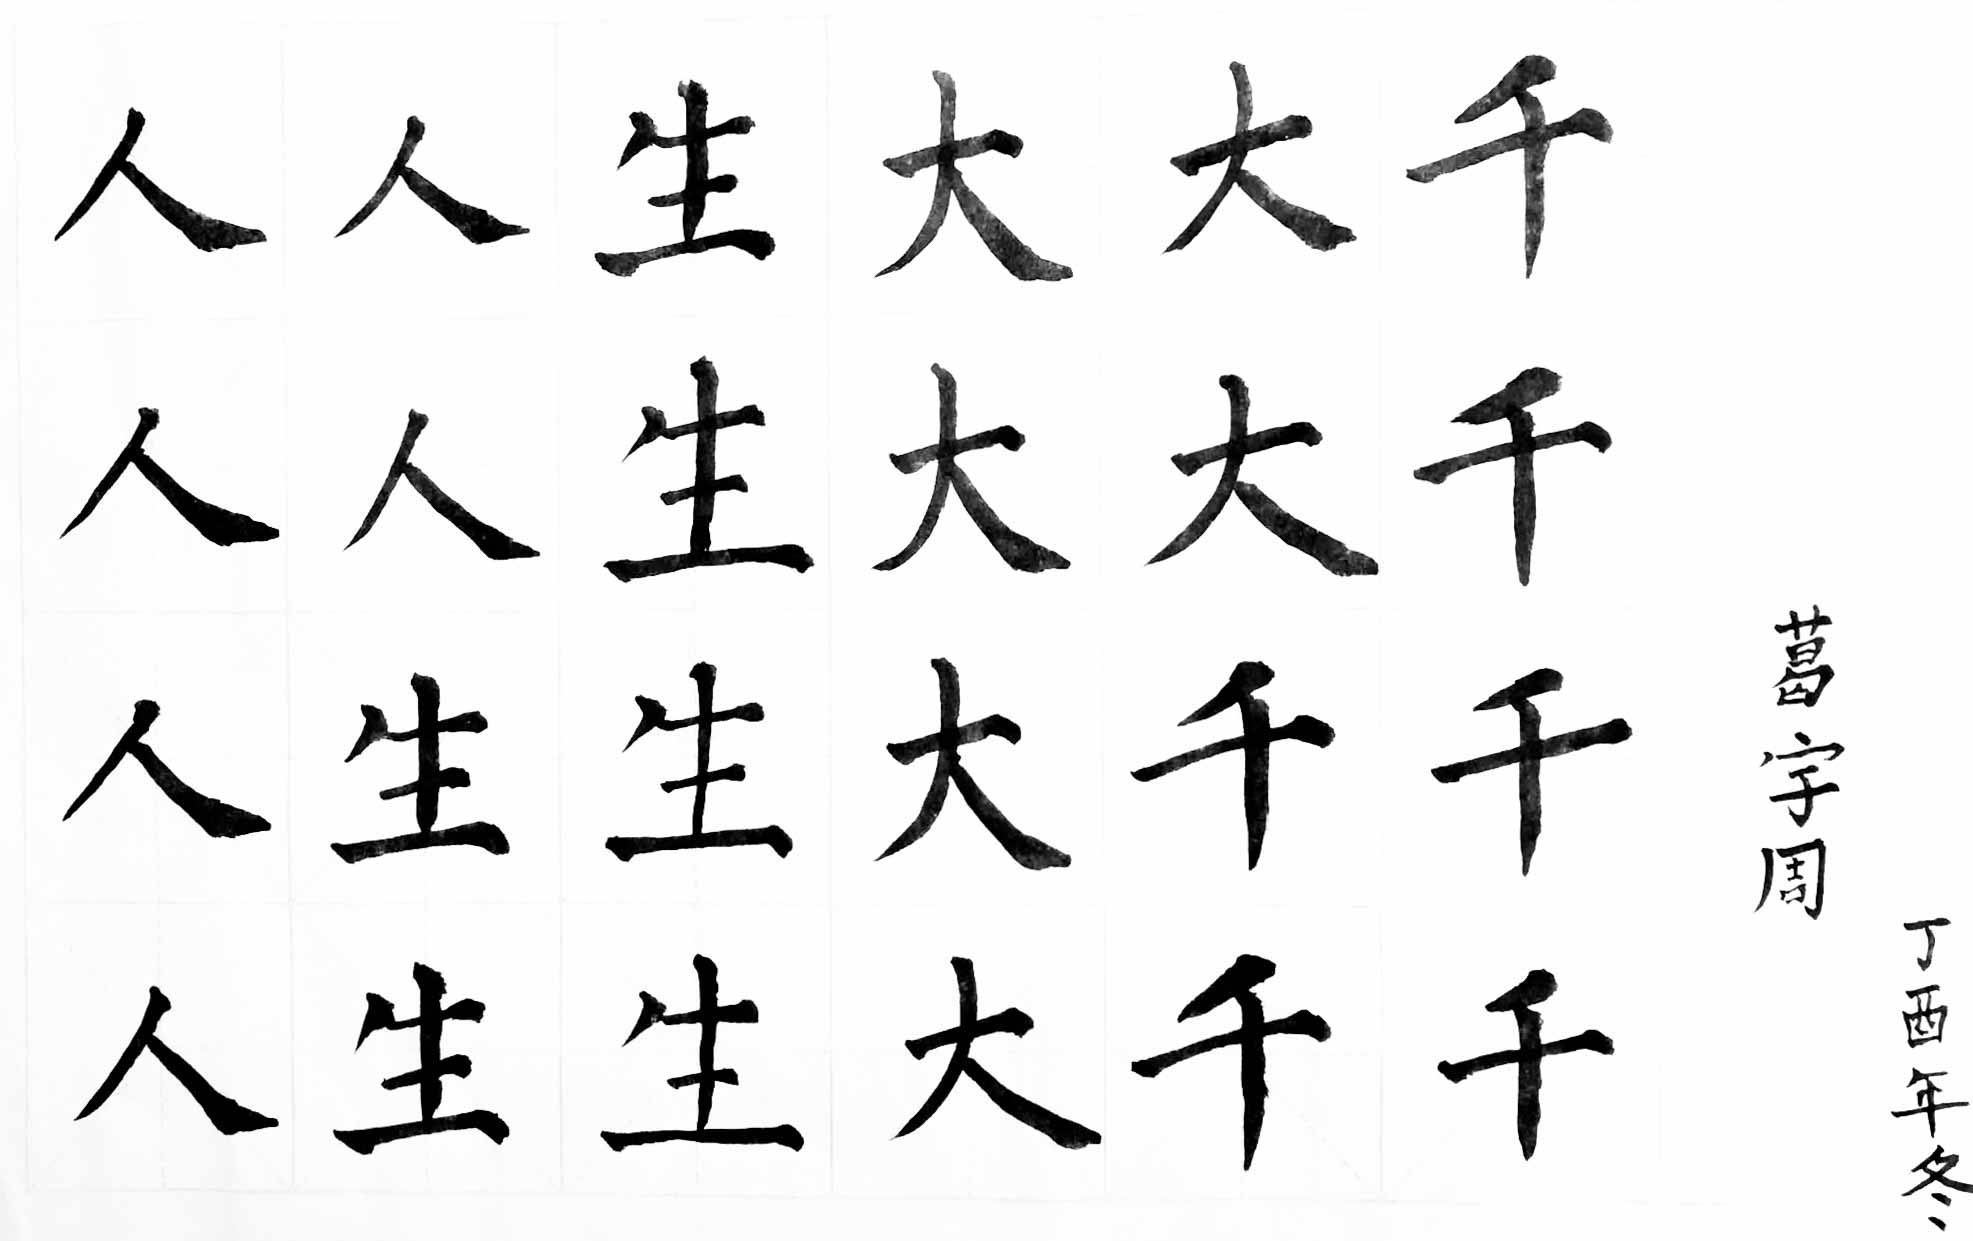 人人人人
人人生生
生生生生
大大大大
大大千千
千千千千
葛宇周
丁酉年冬